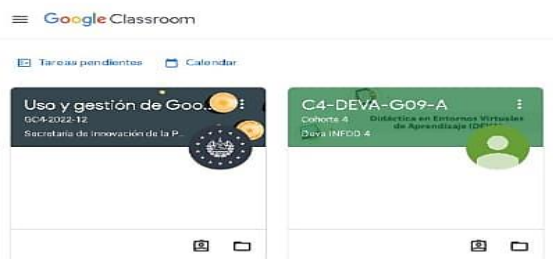 Google Classroom
Tareas pendientes
Calendar
Uso y gestión de Goo...
GC4-2022-12
Secretaría de Innovación de la P...
C4-DEVA-G09-A
Cohorte 4
Didáctica en Entornos Virtuales
de Aprendizaje (DEVA)
Deva INFOD 4